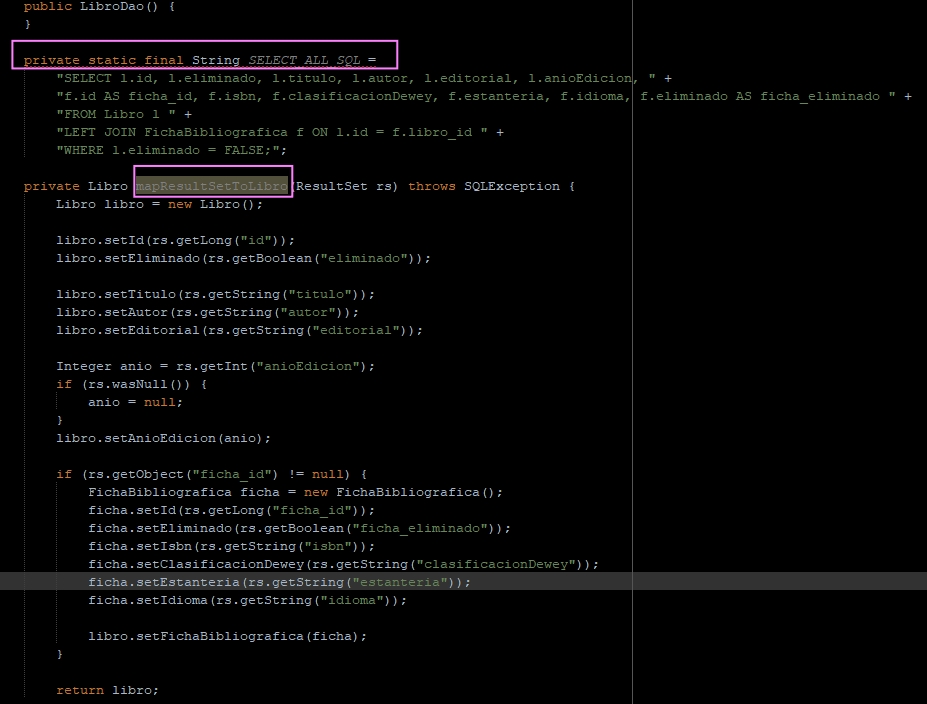 public LibroDao() {
}
private static final String SELECT_ALL_SQL =
"SELECT l.id, l.eliminado, l.titulo, l.autor, l.editorial, l.anioEdicion, " +
"f.id AS ficha_id, f.isbn, f.clasificacionDewey, f.estanteria, f.idioma, f.eliminado AS ficha_eliminado " +
"FROM Libro l " +
"LEFT JOIN FichaBibliografica f ON l.id = f.libro_id " +
"WHERE l.eliminado = FALSE;";
private Libro mapResultSetToLibro(ResultSet rs) throws SQLException {
Libro libro = new Libro();
libro.setId(rs.getLong("id"));
libro.setEliminado(rs.getBoolean("eliminado"));
libro.setTitulo(rs.getString("titulo"));
libro.setAutor(rs.getString("autor"));
libro.setEditorial(rs.getString("editorial"));
Integer anio = rs.getInt("anioEdicion");
if (rs.wasNull()) {
anio = null;
}
libro.setAnioEdicion(anio);
if (rs.getObject("ficha_id") != null) {
FichaBibliografica ficha = new FichaBibliografica();
ficha.setId(rs.getLong("ficha_id"));
ficha.setEliminado(rs.getBoolean("ficha_eliminado"));
ficha.setIsbn(rs.getString("isbn"));
ficha.setClasificacionDewey(rs.getString("clasificacionDewey"));
ficha.setEstanteria(rs.getString("estanteria"));
ficha.setIdioma(rs.getString("idioma"));
libro.setFichaBibliografica(ficha);
}
return libro;